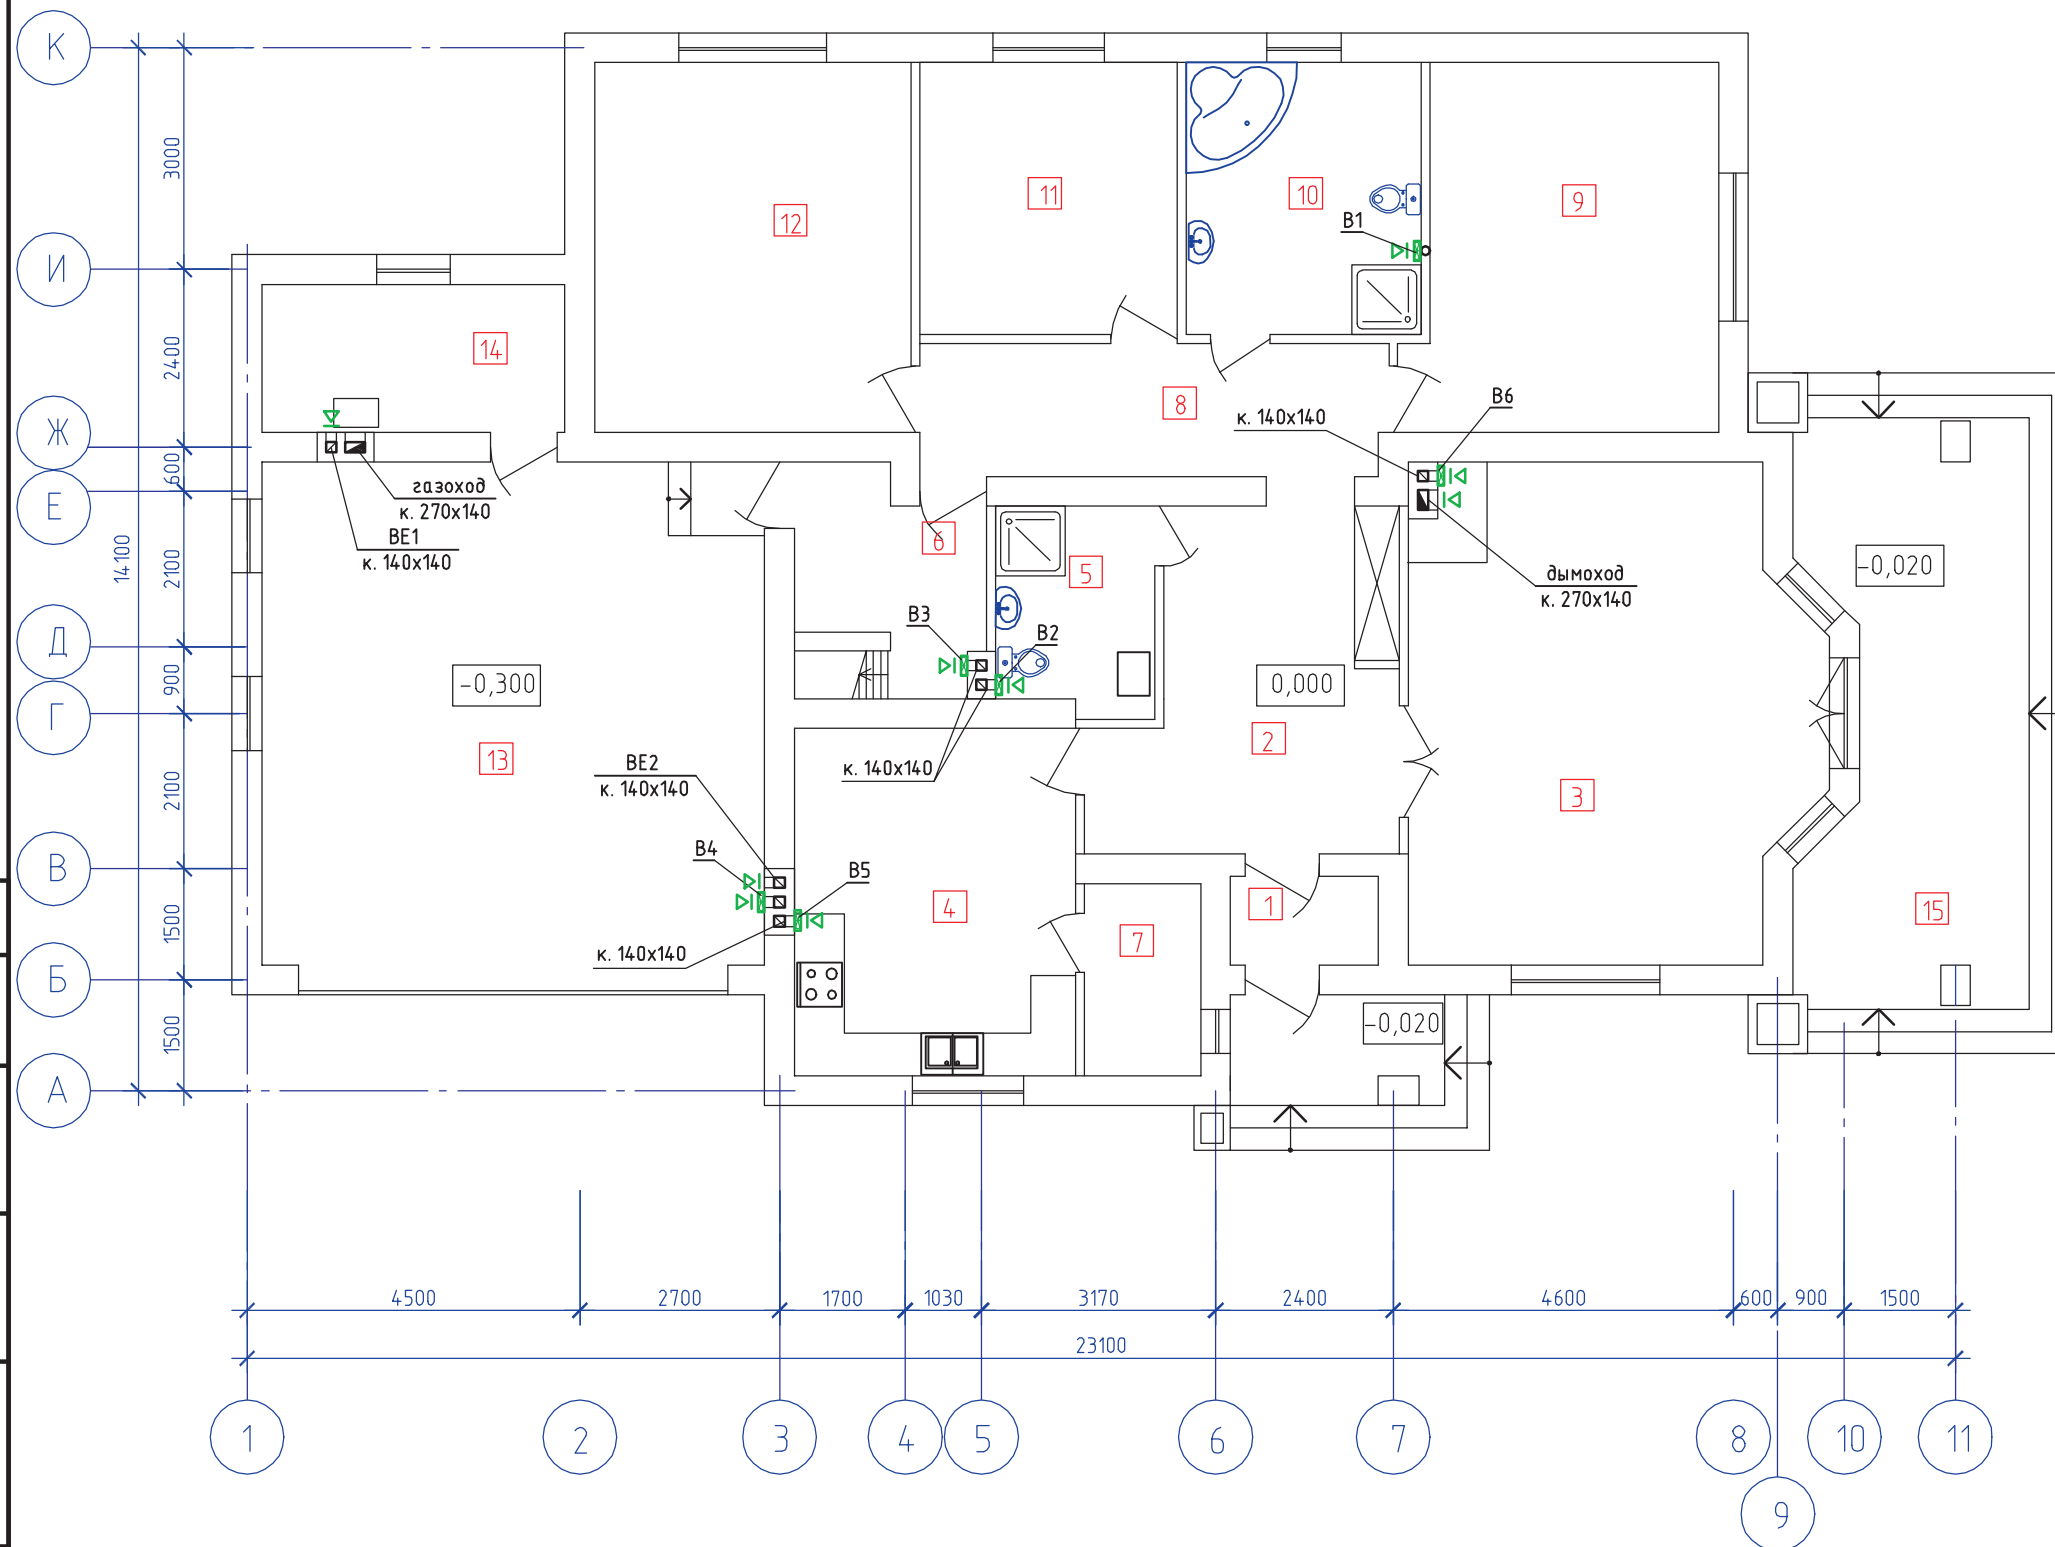 К
3000
12
11
10
9
В1
И
14
2400
8
В6
к. 140х140
Ж
600
газоход
к. 270х140
Е
ВЕ1
к. 140х140
6
5
14100
2100
дымоход
к. 270х140
-0,020
В3
В2
Д
900
-0,300
0,000
Г
2
13
ВЕ2
к. 140х140
к. 140х140
3
2100
В4
В5
В
4
1
7
15
1500
к. 140х140
Б
-0,020
1500
А
4500
2700
1700
1030
3170
2400
4600
600
900
1500
23100
1
2
3
4
5
6
7
8
10
11
9